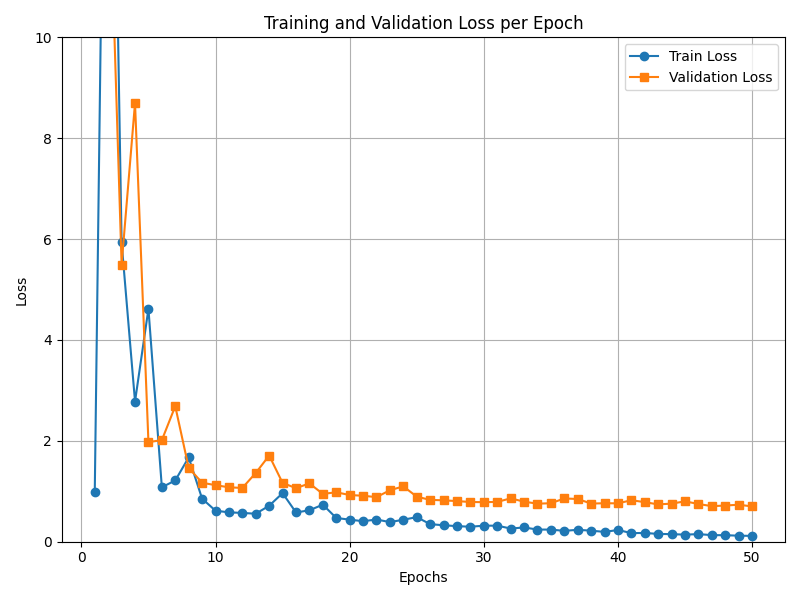 Training and Validation Loss per Epoch
Train Loss
Validation Loss
10
8
6
4
2
0
Loss
0 10 20 30 40 50
Epochs